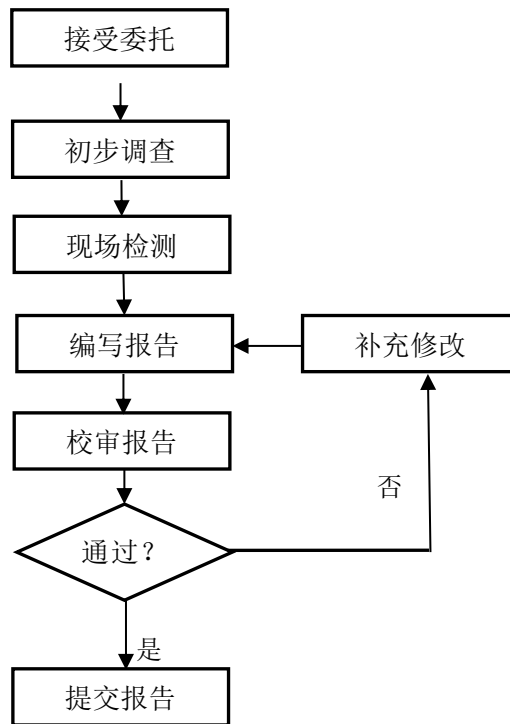 接受委托
初步调查
现场检测
编写报告
补充修改
校审报告
否
通过？
是
提交报告